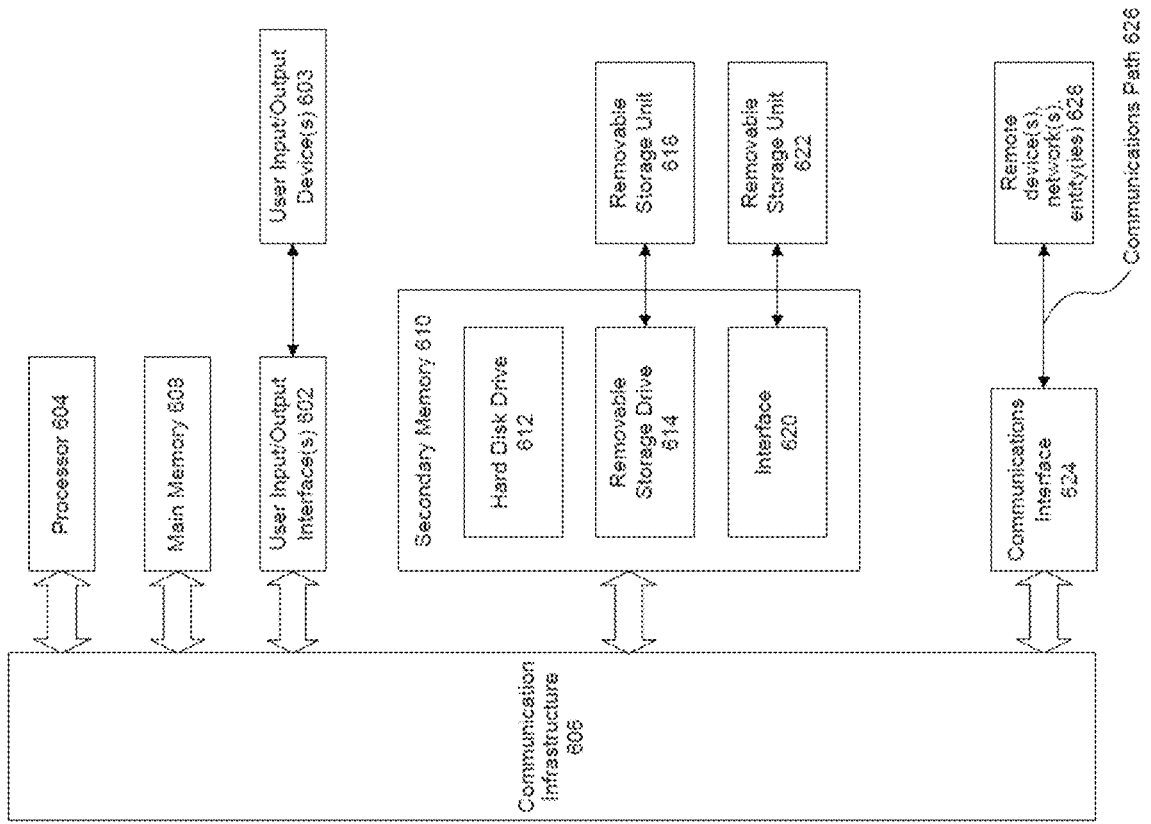 Processor 604
Main Memory 608
User Input/Output
Interface(s) 602
User Input/Output
Device(s) 603
Secondary Memory 610
Hard Disk Drive
612
Removable
Storage Drive
614
Interface
620
Removable
Storage Unit
618
Removable
Storage Unit
622
Communications
Interface
624
Remote
device(s),
network(s),
entity(ies) 628
Communications Path 626
Communication
Infrastructure
606